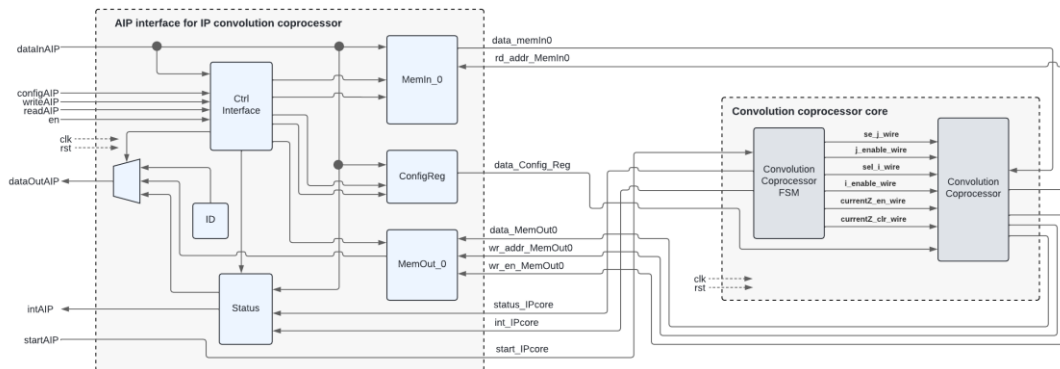 AIP interface for IP convolution coprocessor
dataInAIP
configAIP
writeAIP
readAIP
en
clk
rst
dataOutAIP
intAIP
startAIP
Ctrl
Interface
ID
Status
MemIn_0
ConfigReg
MemOut_0
data_memIn0
rd_addr_MemIn0
data_Config_Reg
data_MemOut0
wr_addr_MemOut0
wr_en_MemOut0
status_IPcore
int_IPcore
start_IPcore
Convolution coprocessor core
Convolution
Coprocessor
FSM
se_j_wire
j_enable_wire
sel_i_wire
i_enable_wire
currentZ_en_wire
currentZ_clr_wire
Convolution
Coprocessor
clk
rst